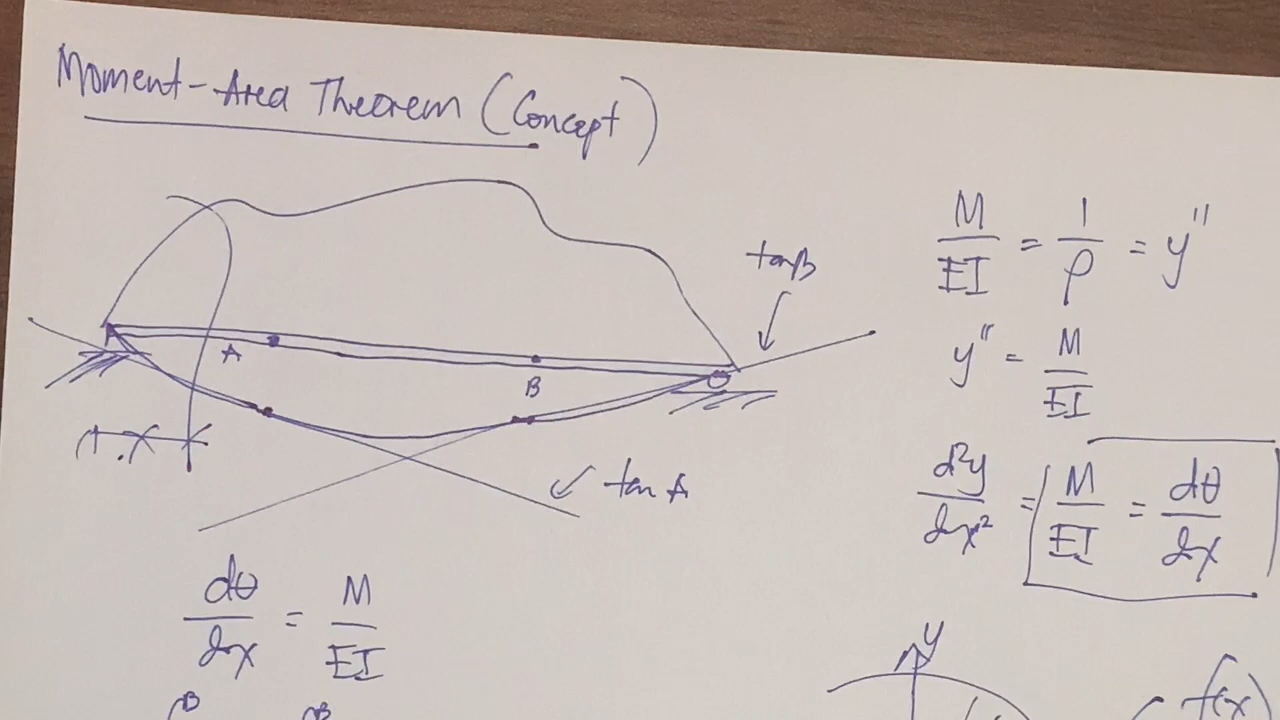 Moment-Area Theorem (Concept)
M/EI = 1/ρ = y''
tanB
y'' = M/EI
A
B
x
tan A
d²y/dx² = M/EI = dθ/dx
dθ/dx = M/EI
y
f(x)
B
B